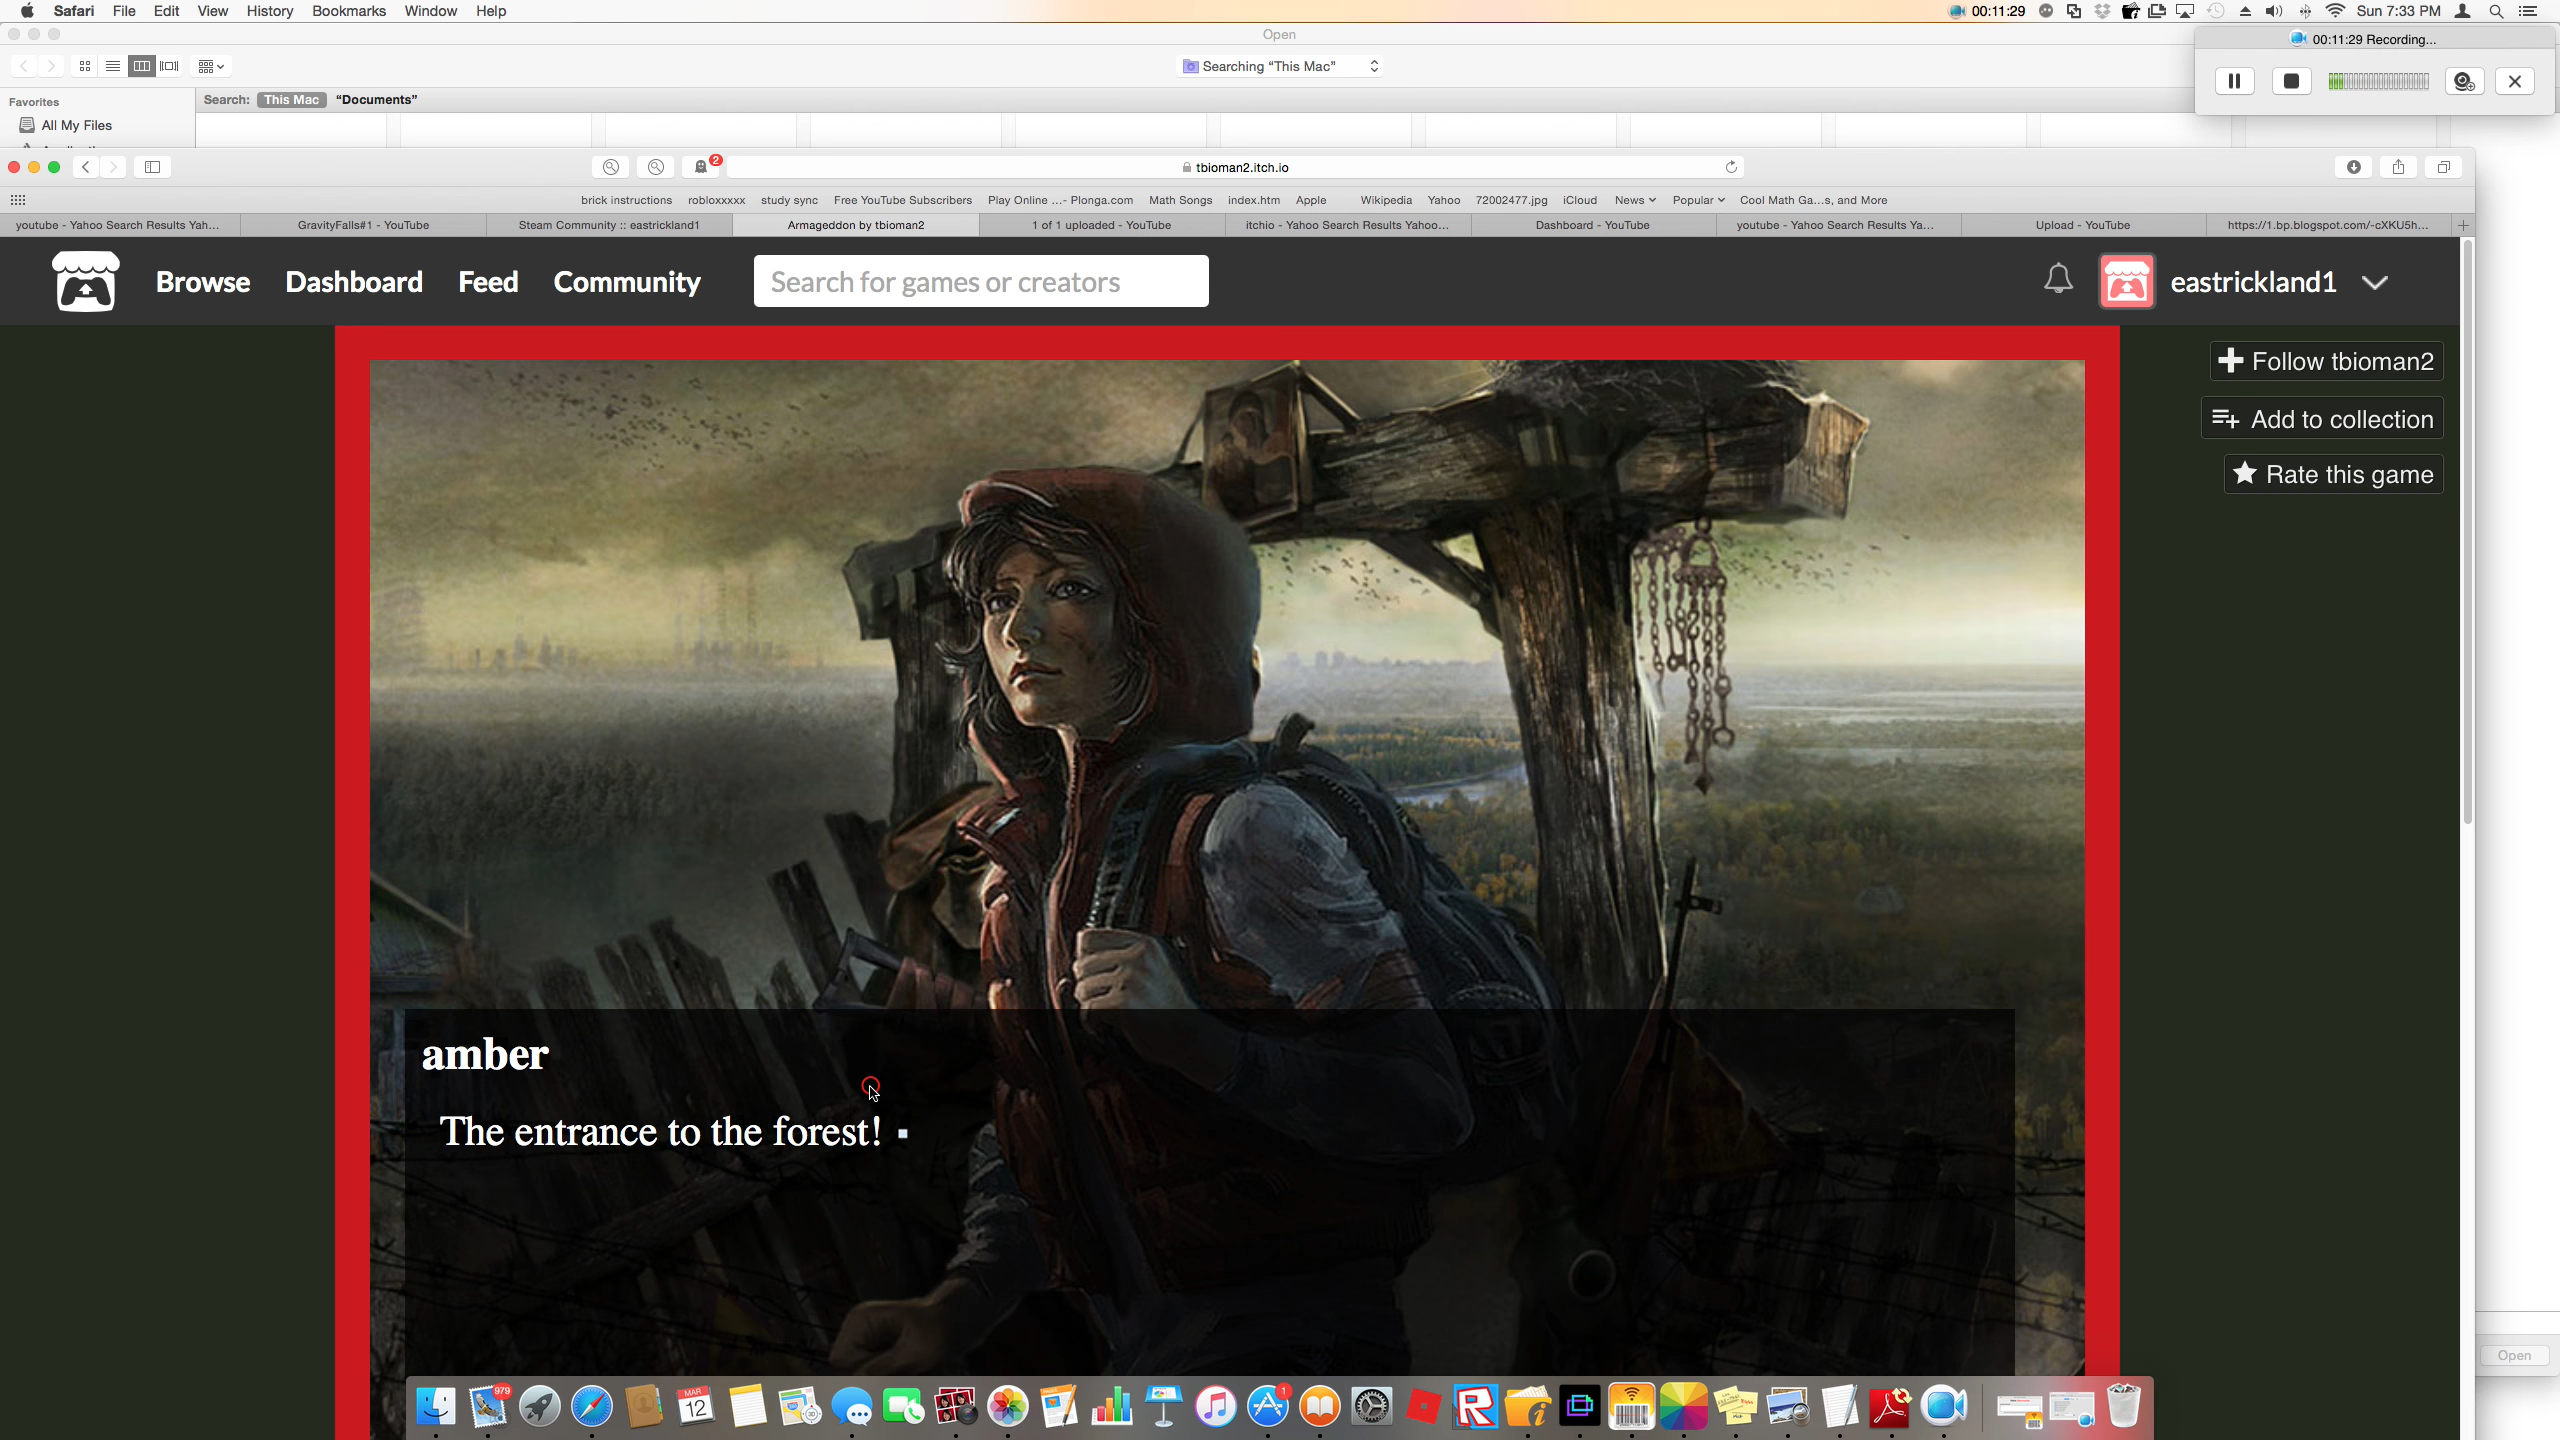 Safari File Edit View History Bookmarks Window Help 00:11:29 Sun 7:33 PM
Open
00:11:29 Recording...
Searching “This Mac”
Favorites Search: This Mac “Documents”
All My Files
2
tbioman2.itch.io
brick instructions robloxxxxx study sync Free YouTube Subscribers Play Online ...- Plonga.com Math Songs index.htm Apple Wikipedia Yahoo 72002477.jpg iCloud News Popular Cool Math Ga...s, and More
youtube - Yahoo Search Results Yah... GravityFalls#1 - YouTube Steam Community :: eastrickland1 Armageddon by tbioman2 1 of 1 uploaded - YouTube itchio - Yahoo Search Results Yahoo... Dashboard - YouTube youtube - Yahoo Search Results Ya... Upload - YouTube https://1.bp.blogspot.com/-cXKU5h...
Browse Dashboard Feed Community Search for games or creators eastrickland1
Follow tbioman2
Add to collection
Rate this game
amber
The entrance to the forest!
Open
979
MAR
12
1